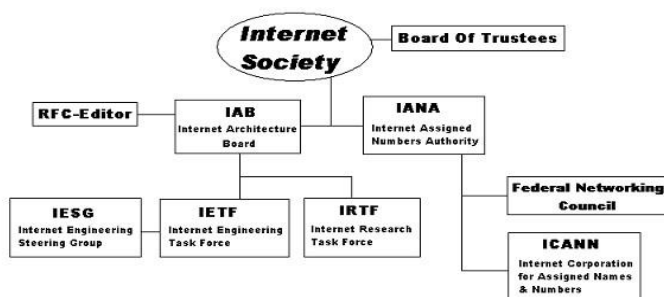 Internet
Society
Board Of Trustees
RFC-Editor
IAB
Internet Architecture
Board
IANA
Internet Assigned
Numbers Authority
IESG
Internet Engineering
Steering Group
IETF
Internet Engineering
Task Force
IRTF
Internet Research
Task Force
Federal Networking
Council
ICANN
Internet Corporation
for Assigned Names
& Numbers